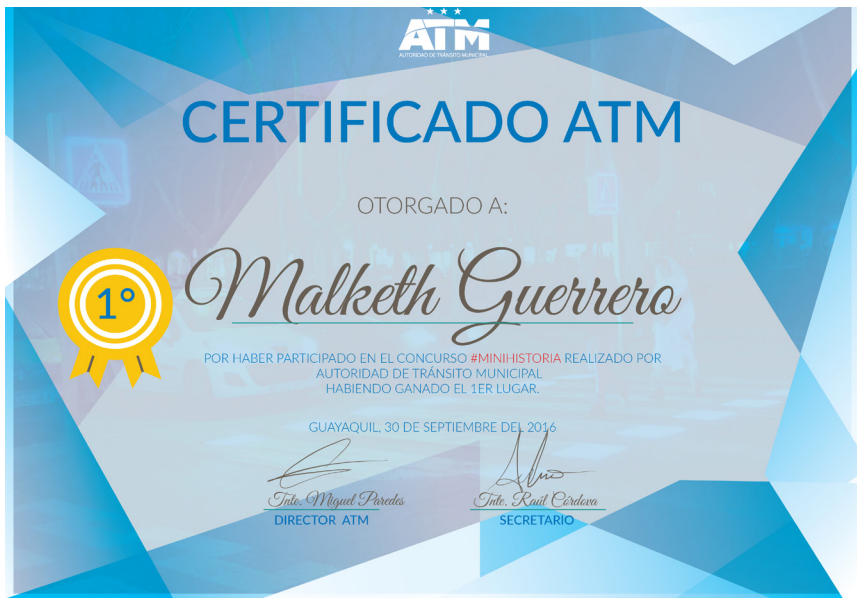 ATM
AUTORIDAD DE TRÁNSITO MUNICIPAL
CERTIFICADO ATM
OTORGADO A:
1°
Malketh Guerrero
POR HABER PARTICIPADO EN EL CONCURSO #MINIHISTORIA REALIZADO POR
AUTORIDAD DE TRÁNSITO MUNICIPAL
HABIENDO GANADO EL 1ER LUGAR.
GUAYAQUIL, 30 DE SEPTIEMBRE DEL 2016
Tnte. Miguel Paredes
DIRECTOR ATM
Tnte. Raúl Córdova
SECRETARIO